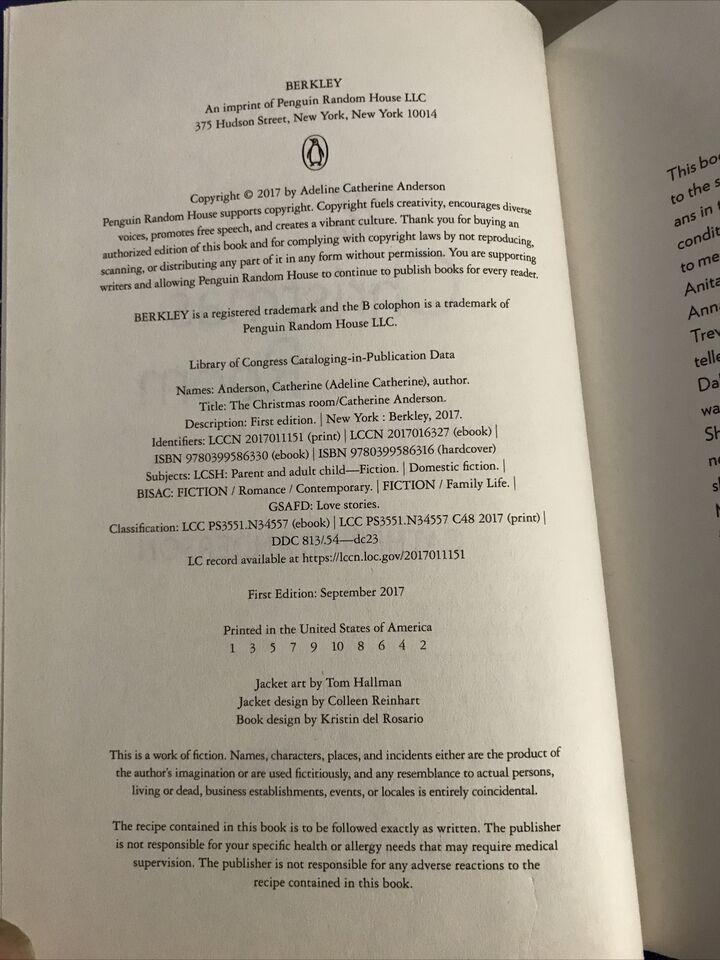 BERKLEY
An imprint of Penguin Random House LLC
375 Hudson Street, New York, New York 10014
Copyright © 2017 by Adeline Catherine Anderson
Penguin Random House supports copyright. Copyright fuels creativity, encourages diverse
voices, promotes free speech, and creates a vibrant culture. Thank you for buying an
authorized edition of this book and for complying with copyright laws by not reproducing,
scanning, or distributing any part of it in any form without permission. You are supporting
writers and allowing Penguin Random House to continue to publish books for every reader.
BERKLEY is a registered trademark and the B colophon is a trademark of
Penguin Random House LLC.
Library of Congress Cataloging-in-Publication Data
Names: Anderson, Catherine (Adeline Catherine), author.
Title: The Christmas room/Catherine Anderson.
Description: First edition. | New York : Berkley, 2017.
Identifiers: LCCN 2017011151 (print) | LCCN 2017016327 (ebook) |
ISBN 9780399586330 (ebook) | ISBN 9780399586316 (hardcover)
Subjects: LCSH: Parent and adult child—Fiction. | Domestic fiction. |
BISAC: FICTION / Romance / Contemporary. | FICTION / Family Life. |
GSAFD: Love stories.
Classification: LCC PS3551.N34557 (ebook) | LCC PS3551.N34557 C48 2017 (print) |
DDC 813/.54—dc23
LC record available at https://lccn.loc.gov/2017011151
First Edition: September 2017
Printed in the United States of America
1 3 5 7 9 10 8 6 4 2
Jacket art by Tom Hallman
Jacket design by Colleen Reinhart
Book design by Kristin del Rosario
This is a work of fiction. Names, characters, places, and incidents either are the product of
the author's imagination or are used fictitiously, and any resemblance to actual persons,
living or dead, business establishments, events, or locales is entirely coincidental.
The recipe contained in this book is to be followed exactly as written. The publisher
is not responsible for your specific health or allergy needs that may require medical
supervision. The publisher is not responsible for any adverse reactions to the
recipe contained in this book.
This boo
to the s
ans in
condit
to me
Anita
Ann
Trev
telle
Da
wa
Sh